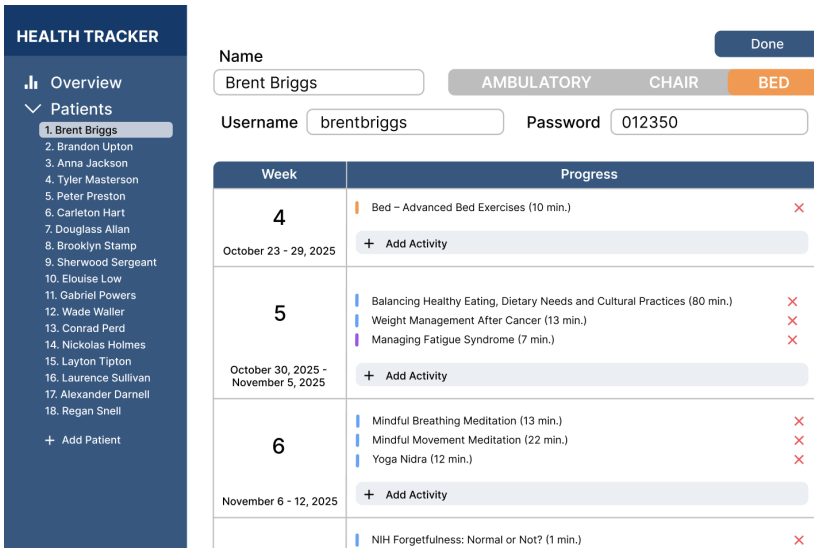 HEALTH TRACKER
Overview
Patients
1. Brent Briggs
2. Brandon Upton
3. Anna Jackson
4. Tyler Masterson
5. Peter Preston
6. Carleton Hart
7. Douglass Allan
8. Brooklyn Stamp
9. Sherwood Sergeant
10. Elouise Low
11. Gabriel Powers
12. Wade Waller
13. Conrad Perd
14. Nickolas Holmes
15. Layton Tipton
16. Laurence Sullivan
17. Alexander Darnell
18. Regan Snell
+ Add Patient
Done
Name
Brent Briggs
AMBULATORY CHAIR BED
Username brentbriggs Password 012350
Week Progress
4
October 23 - 29, 2025
Bed – Advanced Bed Exercises (10 min.)
+ Add Activity
5
October 30, 2025 -
November 5, 2025
Balancing Healthy Eating, Dietary Needs and Cultural Practices (80 min.)
Weight Management After Cancer (13 min.)
Managing Fatigue Syndrome (7 min.)
+ Add Activity
6
November 6 - 12, 2025
Mindful Breathing Meditation (13 min.)
Mindful Movement Meditation (22 min.)
Yoga Nidra (12 min.)
+ Add Activity
NIH Forgetfulness: Normal or Not? (1 min.)